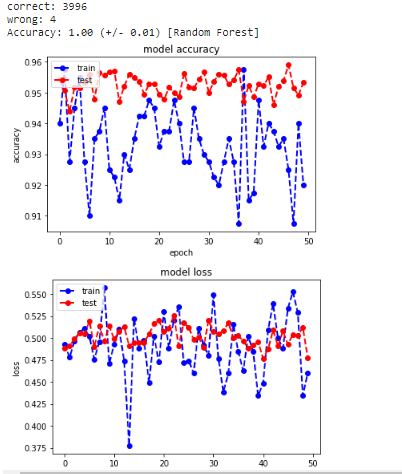 correct: 3996
wrong: 4
Accuracy: 1.00 (+/- 0.01) [Random Forest]
model accuracy
train
test
0.96
0.95
0.94
0.93
0.92
0.91
accuracy
0 10 20 30 40 50
epoch
model loss
train
test
0.550
0.525
0.500
0.475
0.450
0.425
0.400
0.375
loss
0 10 20 30 40 50